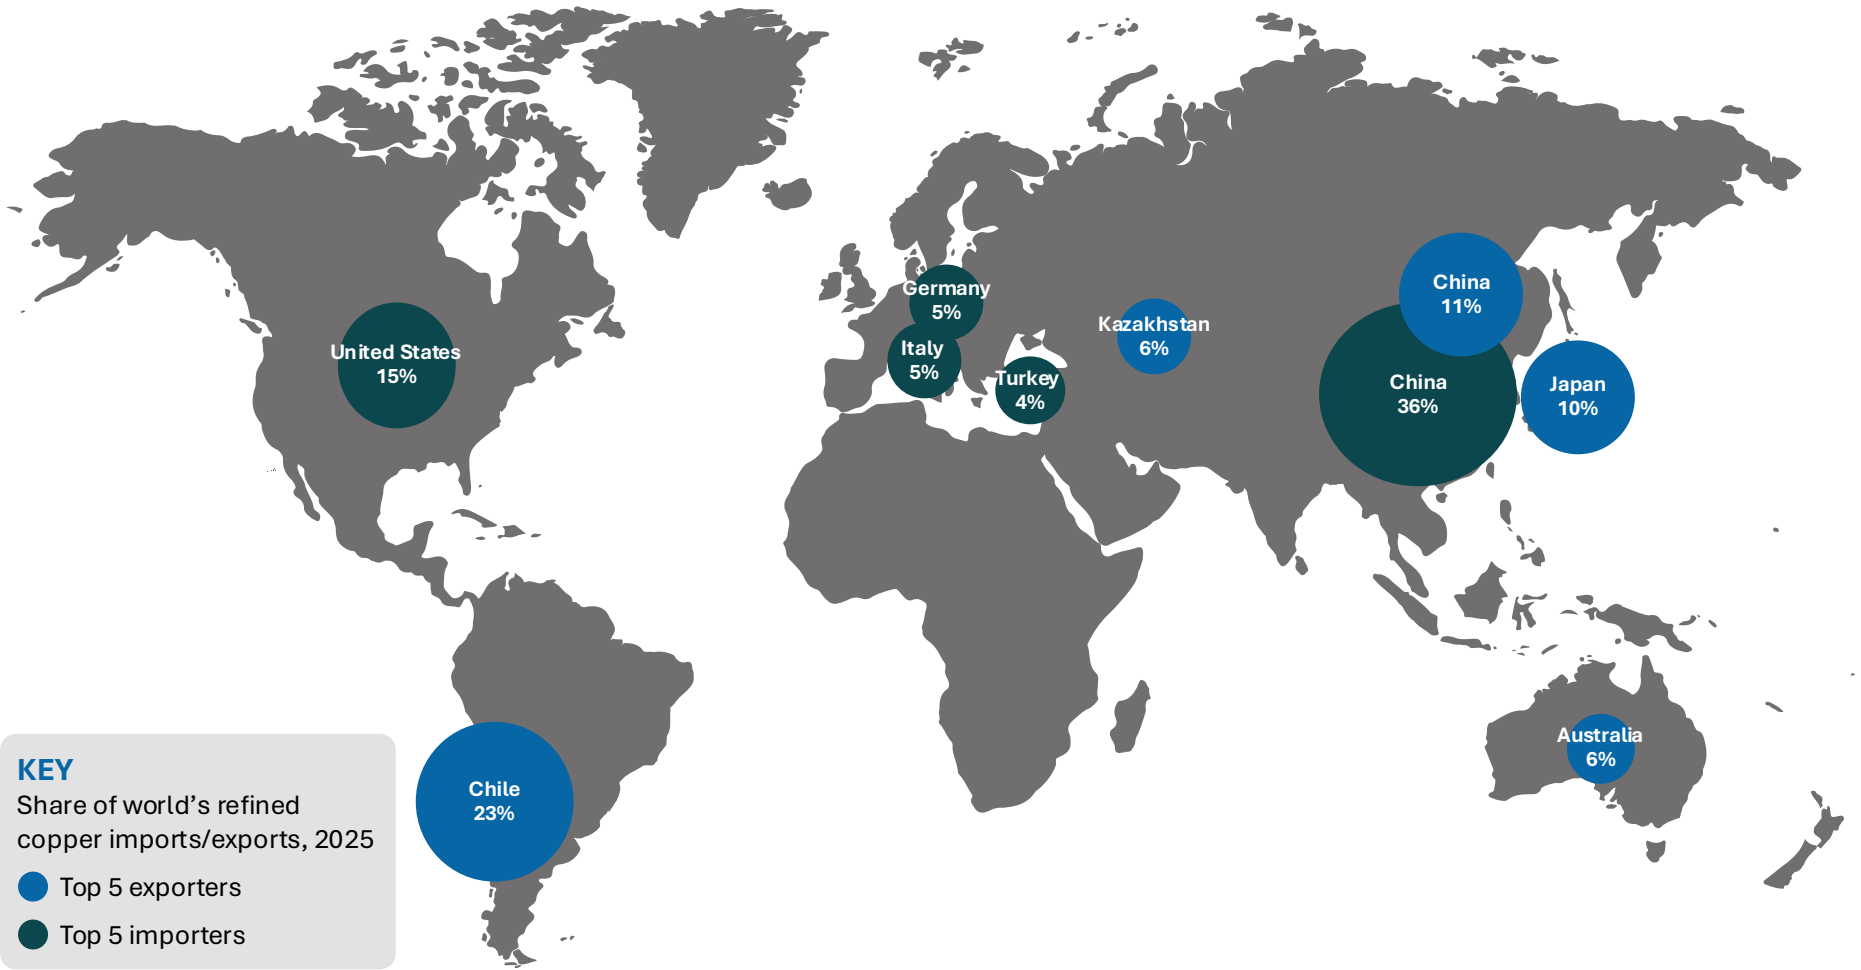 China
11%
Germany
5%
Kazakhstan
6%
United States
15%
Italy
5%
Turkey
4%
China
36%
Japan
10%
Australia
6%
Chile
23%
KEY
Share of world’s refined
copper imports/exports, 2025
Top 5 exporters
Top 5 importers